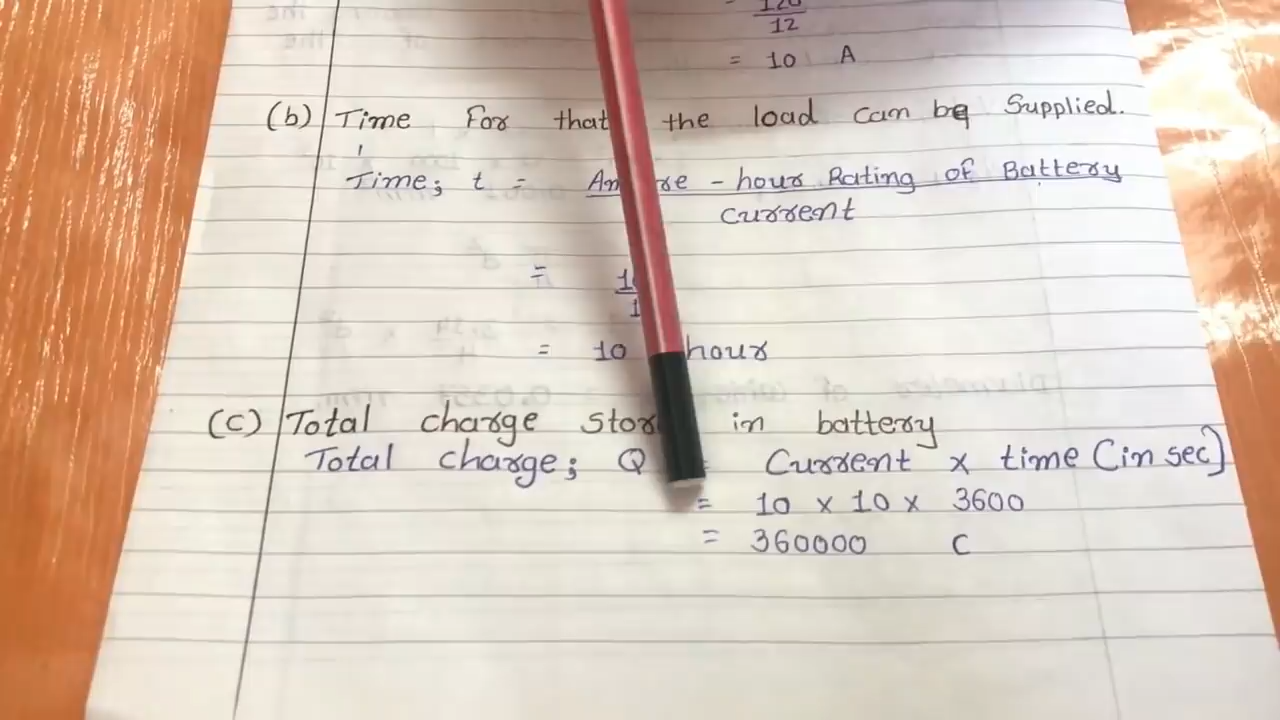 120
12
= 10 A
(b) Time For that the load can be Supplied.
Time; t = hour Rating of Battery
Current
=
= 10 hour
(c) Total charge in battery
Total charge; Q = Current x time (in sec]
= 10 x 10 x 3600
= 360000 C